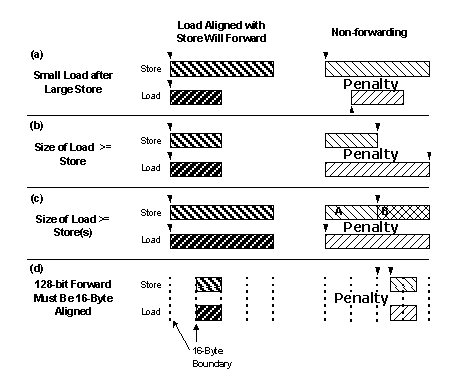 Load Aligned with
Store Will Forward
Non-forwarding
(a)
Small Load after
Large Store
Store
Load
Penalty
(b)
Size of Load >=
Store
Store
Load
Penalty
(c)
Size of Load >=
Store(s)
Store
Load
A
B
Penalty
(d)
128-bit Forward
Must Be 16-Byte
Aligned
Store
Load
Penalty
16-Byte
Boundary